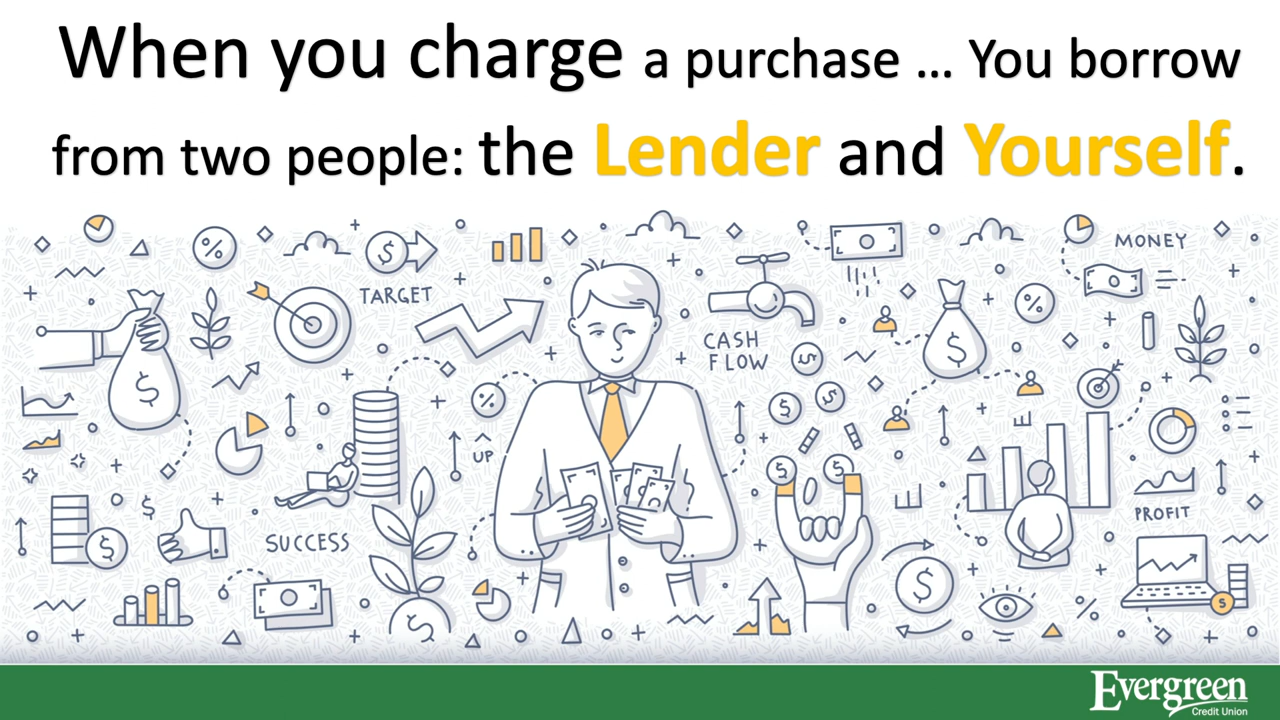 When you charge a purchase ... You borrow
from two people: the Lender and Yourself.
MONEY
TARGET
CASH
FLOW
UP
SUCCESS
PROFIT
$
$
$
$
$
$
$
$
$
$
$
$
$
$
%
%
%
%
Evergreen
Credit Union